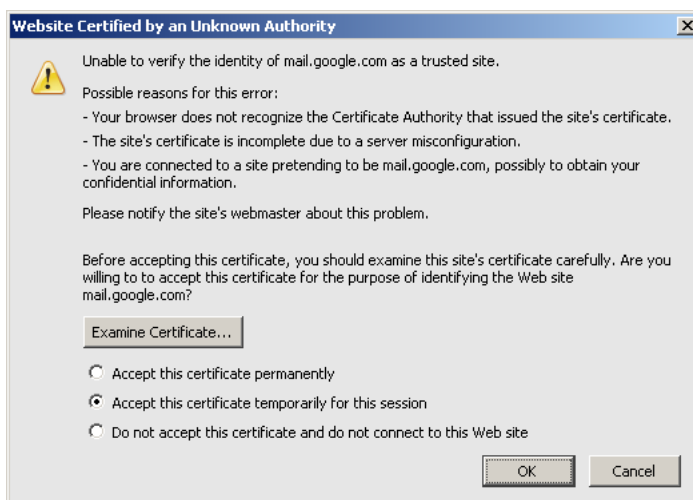 Website Certified by an Unknown Authority
Unable to verify the identity of mail.google.com as a trusted site.
Possible reasons for this error:
- Your browser does not recognize the Certificate Authority that issued the site's certificate.
- The site's certificate is incomplete due to a server misconfiguration.
- You are connected to a site pretending to be mail.google.com, possibly to obtain your
confidential information.
Please notify the site's webmaster about this problem.
Before accepting this certificate, you should examine this site's certificate carefully. Are you
willing to to accept this certificate for the purpose of identifying the Web site
mail.google.com?
Examine Certificate...
Accept this certificate permanently
Accept this certificate temporarily for this session
Do not accept this certificate and do not connect to this Web site
OK Cancel